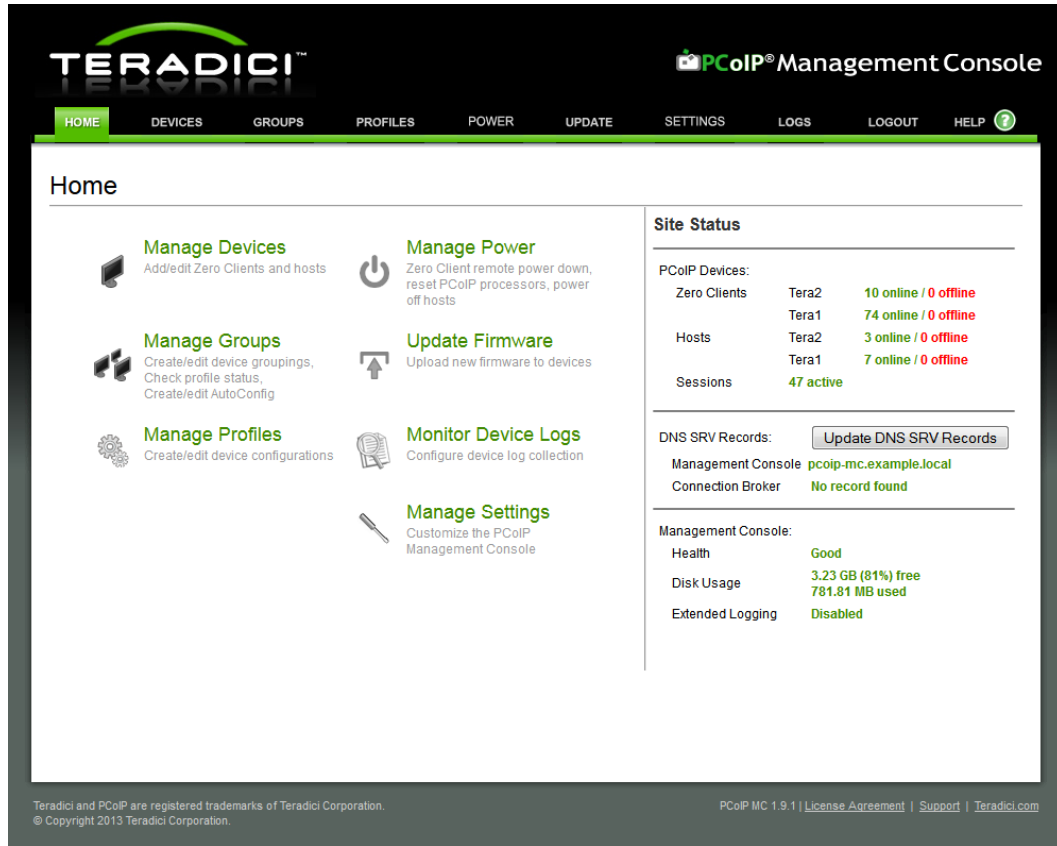 TERADICI™
PCoIP® Management Console
HOME DEVICES GROUPS PROFILES POWER UPDATE SETTINGS LOGS LOGOUT HELP ?
Home
Manage Devices
Add/edit Zero Clients and hosts
Manage Groups
Create/edit device groupings,
Check profile status,
Create/edit AutoConfig
Manage Profiles
Create/edit device configurations
Manage Power
Zero Client remote power down,
reset PCoIP processors, power
off hosts
Update Firmware
Upload new firmware to devices
Monitor Device Logs
Configure device log collection
Manage Settings
Customize the PCoIP
Management Console
Site Status
PCoIP Devices:
Zero Clients Tera2 10 online / 0 offline
Tera1 74 online / 0 offline
Hosts Tera2 3 online / 0 offline
Tera1 7 online / 0 offline
Sessions 47 active
DNS SRV Records: Update DNS SRV Records
Management Console pcoip-mc.example.local
Connection Broker No record found
Management Console:
Health Good
Disk Usage 3.23 GB (81%) free
781.81 MB used
Extended Logging Disabled
Teradici and PCoIP are registered trademarks of Teradici Corporation.
© Copyright 2013 Teradici Corporation.
PCoIP MC 1.9.1 | License Agreement | Support | Teradici.com